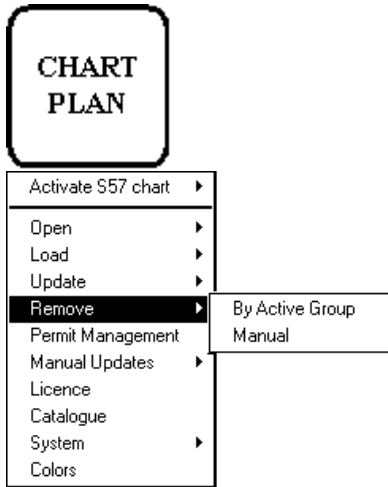 CHART
PLAN
Activate S57 chart
Open
Load
Update
Remove
By Active Group
Permit Management
Manual
Manual Updates
Licence
Catalogue
System
Colors